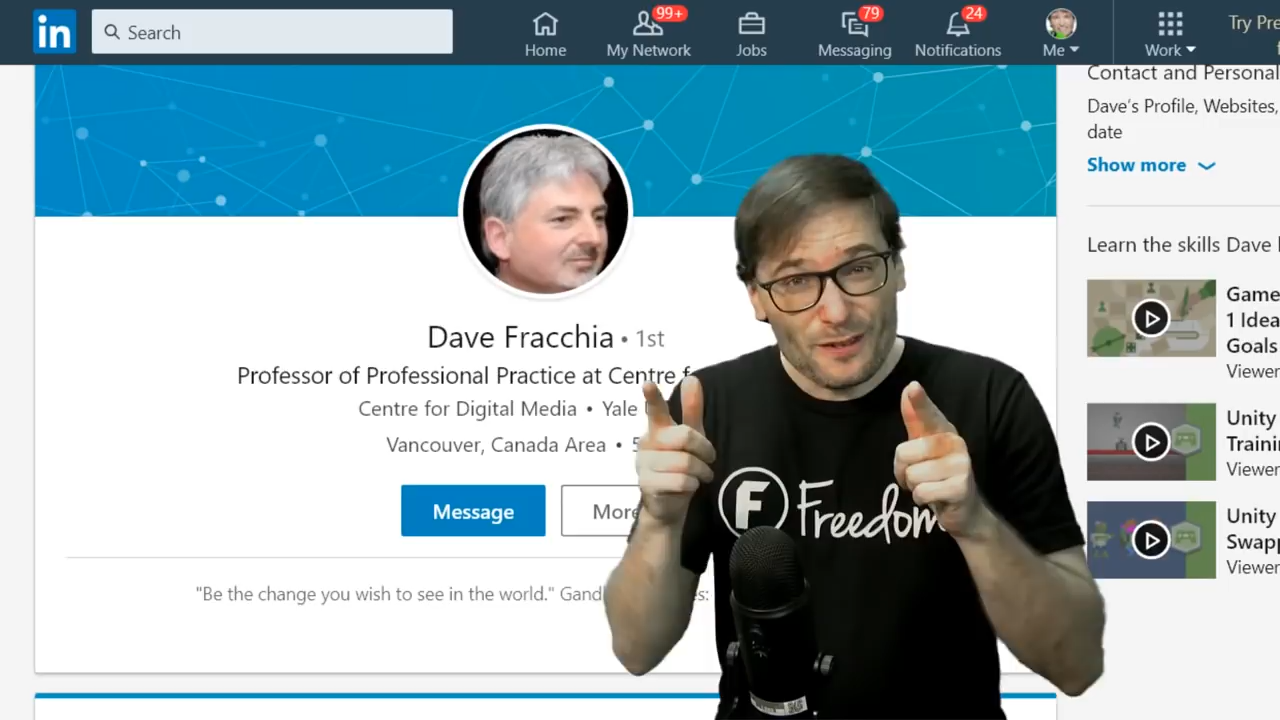 in
Search
99+
79
24
Home
My Network
Jobs
Messaging
Notifications
Me
Work
Try Pre
Contact and Personal
Dave's Profile, Websites,
date
Show more
Learn the skills Dave
Dave Fracchia • 1st
Professor of Professional Practice at Centre f
Centre for Digital Media • Yale
Vancouver, Canada Area • 5
Message
More
"Be the change you wish to see in the world." Gand
F Freedom
Game
1 Idea
Goals
Viewer
Unity
Trainin
Viewer
Unity
Swapp
Viewer